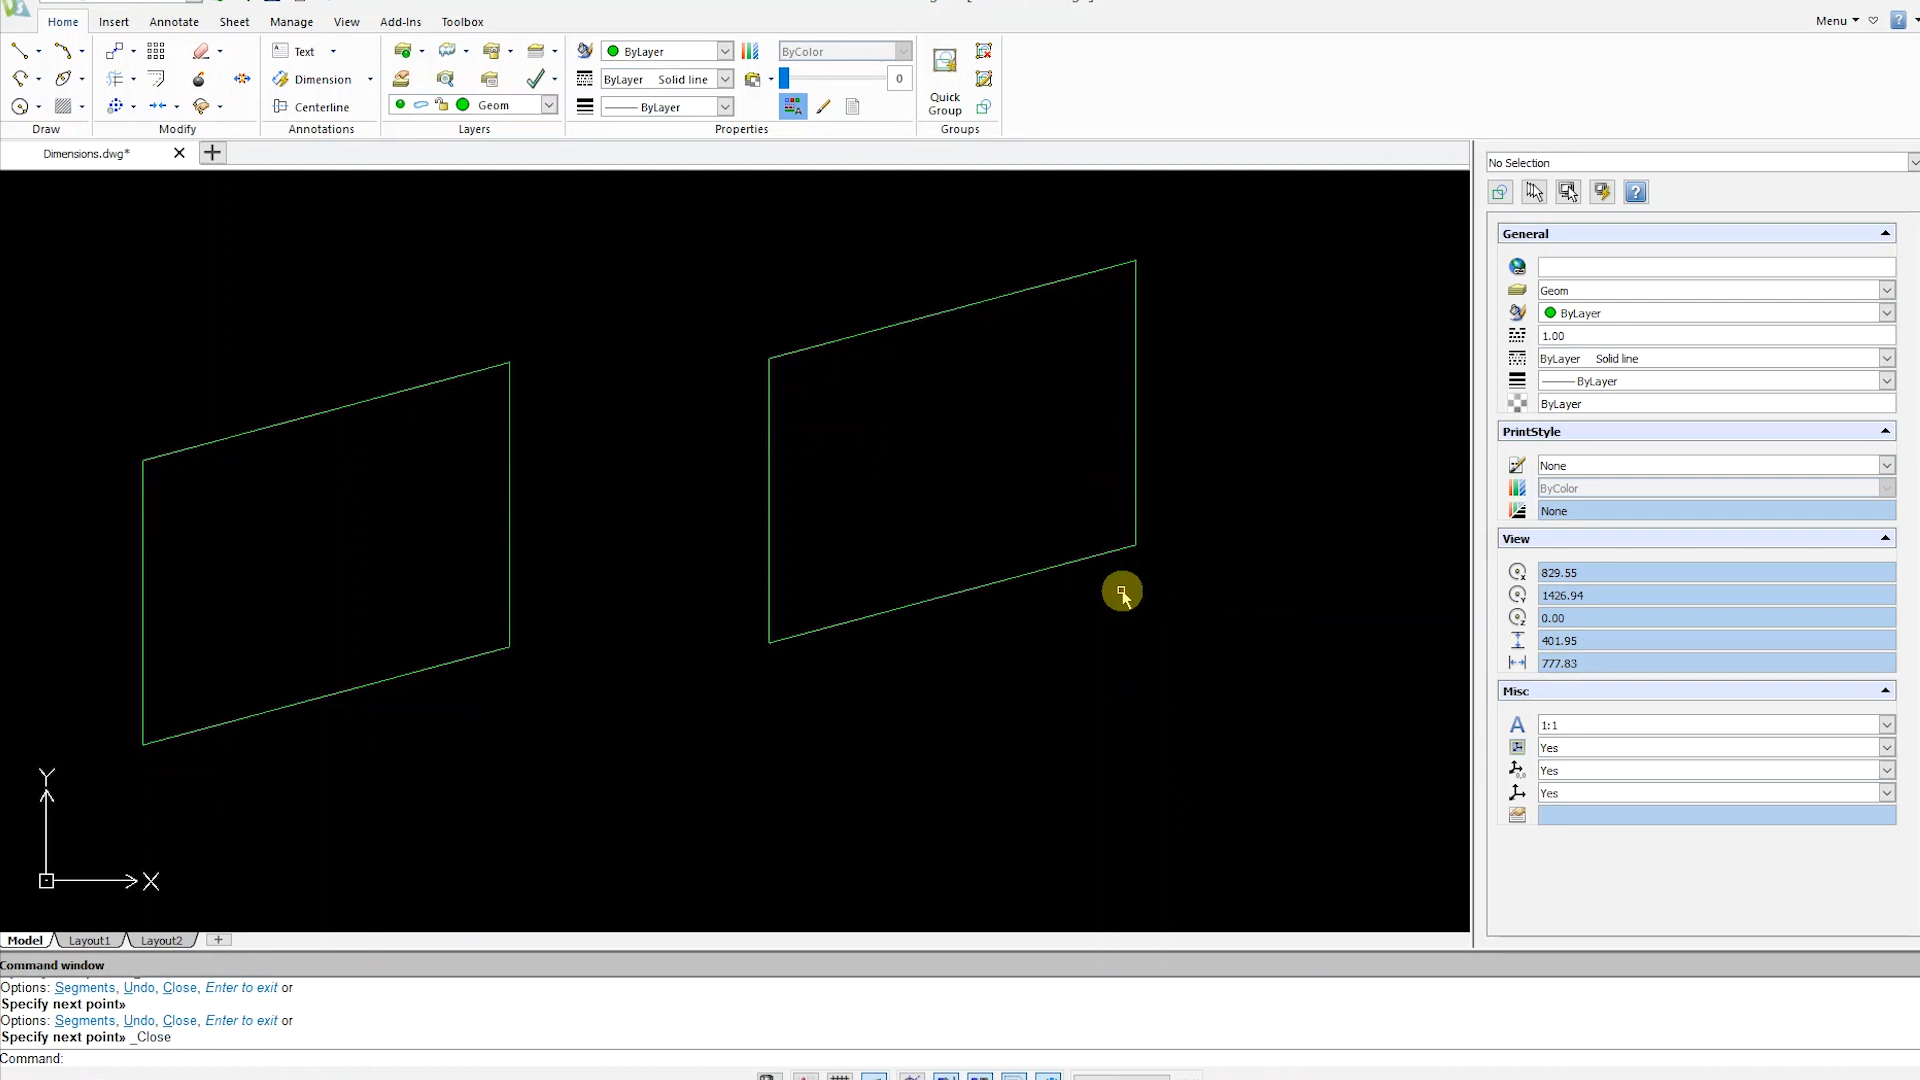 Home Insert Annotate Sheet Manage View Add-Ins Toolbox
Menu
Text
ByLayer
ByColor
Dimension
ByLayer Solid line
0
Centerline
Geom
ByLayer
Quick
Group
Draw Modify Annotations Layers Properties Groups
Dimensions.dwg*
No Selection
General
Geom
ByLayer
1.00
ByLayer Solid line
ByLayer
ByLayer
PrintStyle
None
ByColor
None
View
829.55
1426.94
0.00
401.95
777.83
Misc
1:1
Yes
Yes
Yes
Y
X
Model Layout1 Layout2
Command window
Options: Segments, Undo, Close, Enter to exit or
Specify next point»
Options: Segments, Undo, Close, Enter to exit or
Specify next point» _Close
Command: